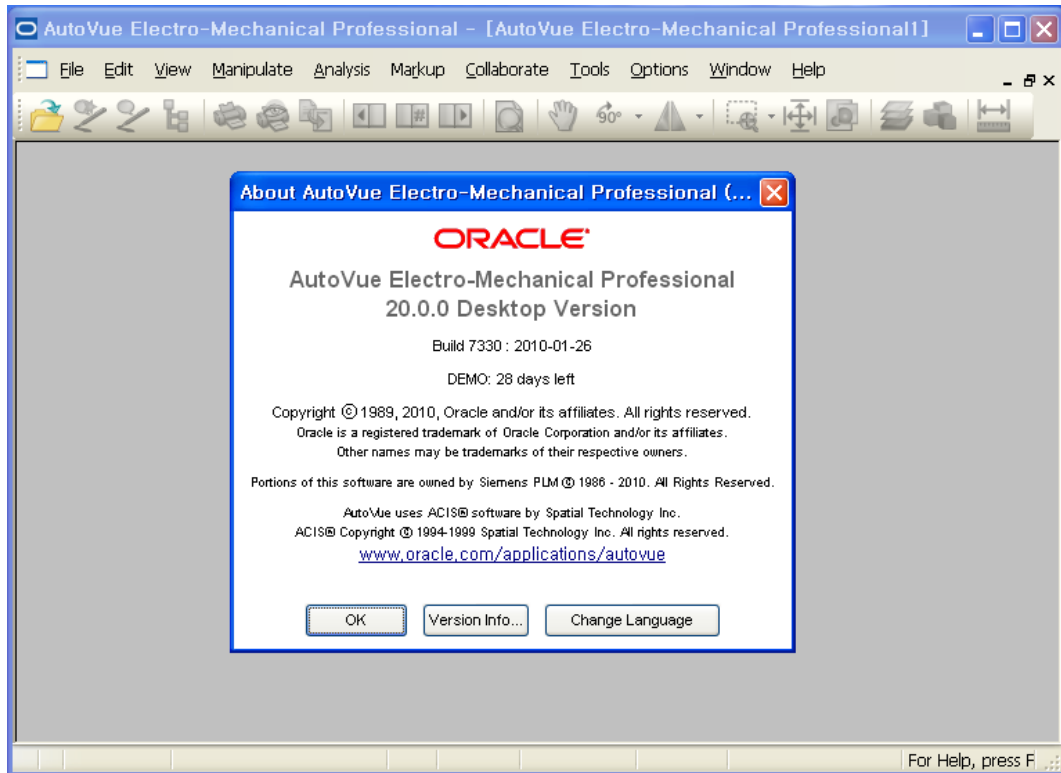 AutoVue Electro-Mechanical Professional - [AutoVue Electro-Mechanical Professional1]
File Edit View Manipulate Analysis Markup Collaborate Tools Options Window Help
# 90°
About AutoVue Electro-Mechanical Professional (...
ORACLE
AutoVue Electro-Mechanical Professional
20.0.0 Desktop Version
Build 7330 : 2010-01-26
DEMO: 28 days left
Copyright © 1989, 2010, Oracle and/or its affiliates. All rights reserved.
Oracle is a registered trademark of Oracle Corporation and/or its affiliates.
Other names may be trademarks of their respective owners.
Portions of this software are owned by Siemens PLM © 1986 - 2010. All Rights Reserved.
AutoVue uses ACIS® software by Spatial Technology Inc.
ACIS® Copyright © 1994-1999 Spatial Technology Inc. All rights reserved.
www.oracle.com/applications/autovue
OK Version Info... Change Language
For Help, press F